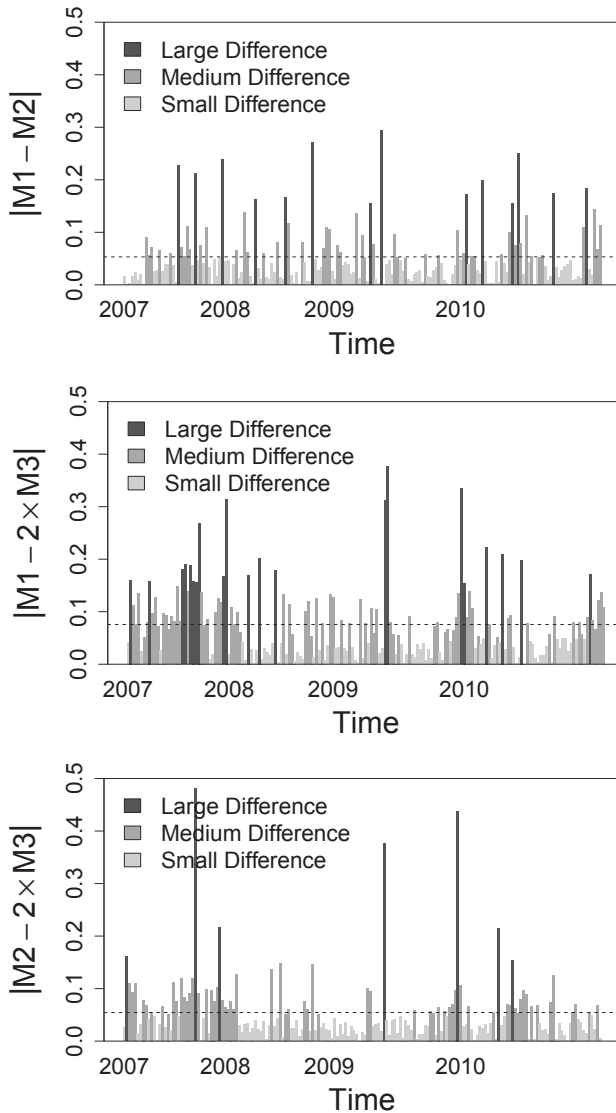 |M1 − M2|
0.0 0.1 0.2 0.3 0.4 0.5
Large Difference
Medium Difference
Small Difference
2007 2008 2009 2010
Time
|M1 − 2 × M3|
0.0 0.1 0.2 0.3 0.4 0.5
Large Difference
Medium Difference
Small Difference
2007 2008 2009 2010
Time
|M2 − 2 × M3|
0.0 0.1 0.2 0.3 0.4 0.5
Large Difference
Medium Difference
Small Difference
2007 2008 2009 2010
Time